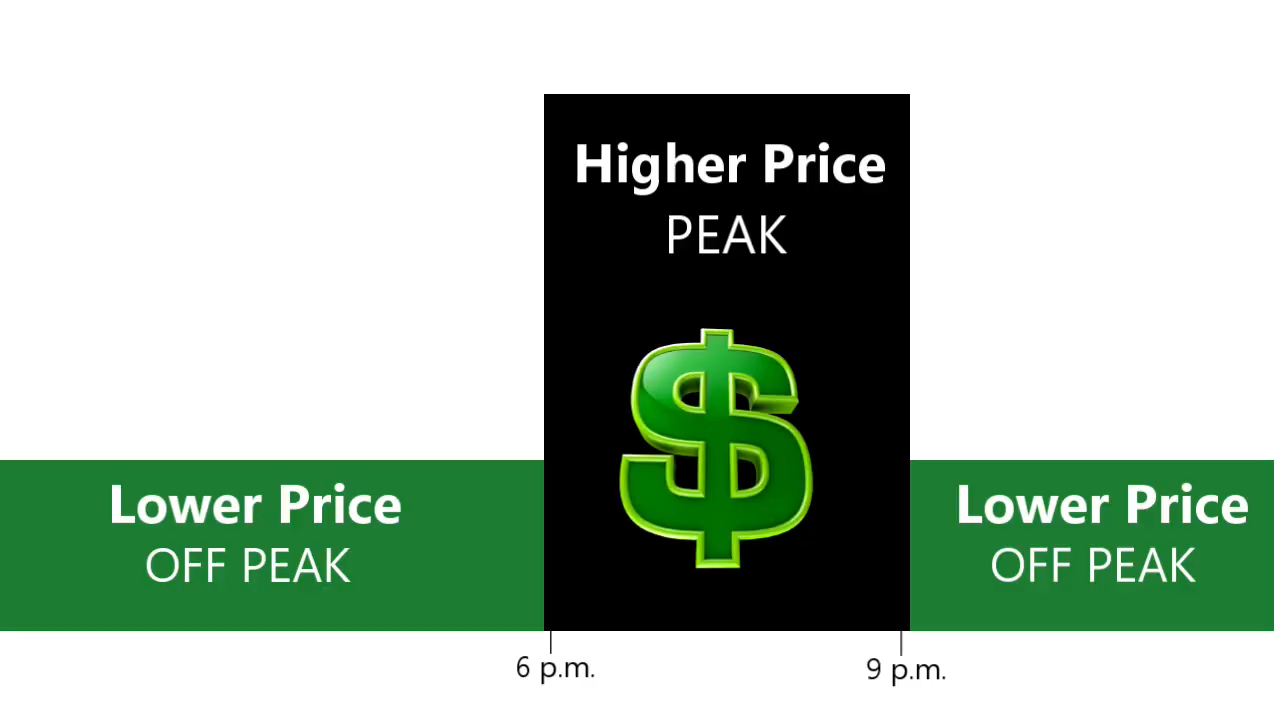 Higher Price
PEAK
$
Lower Price
OFF PEAK
Lower Price
OFF PEAK
6 p.m.
9 p.m.